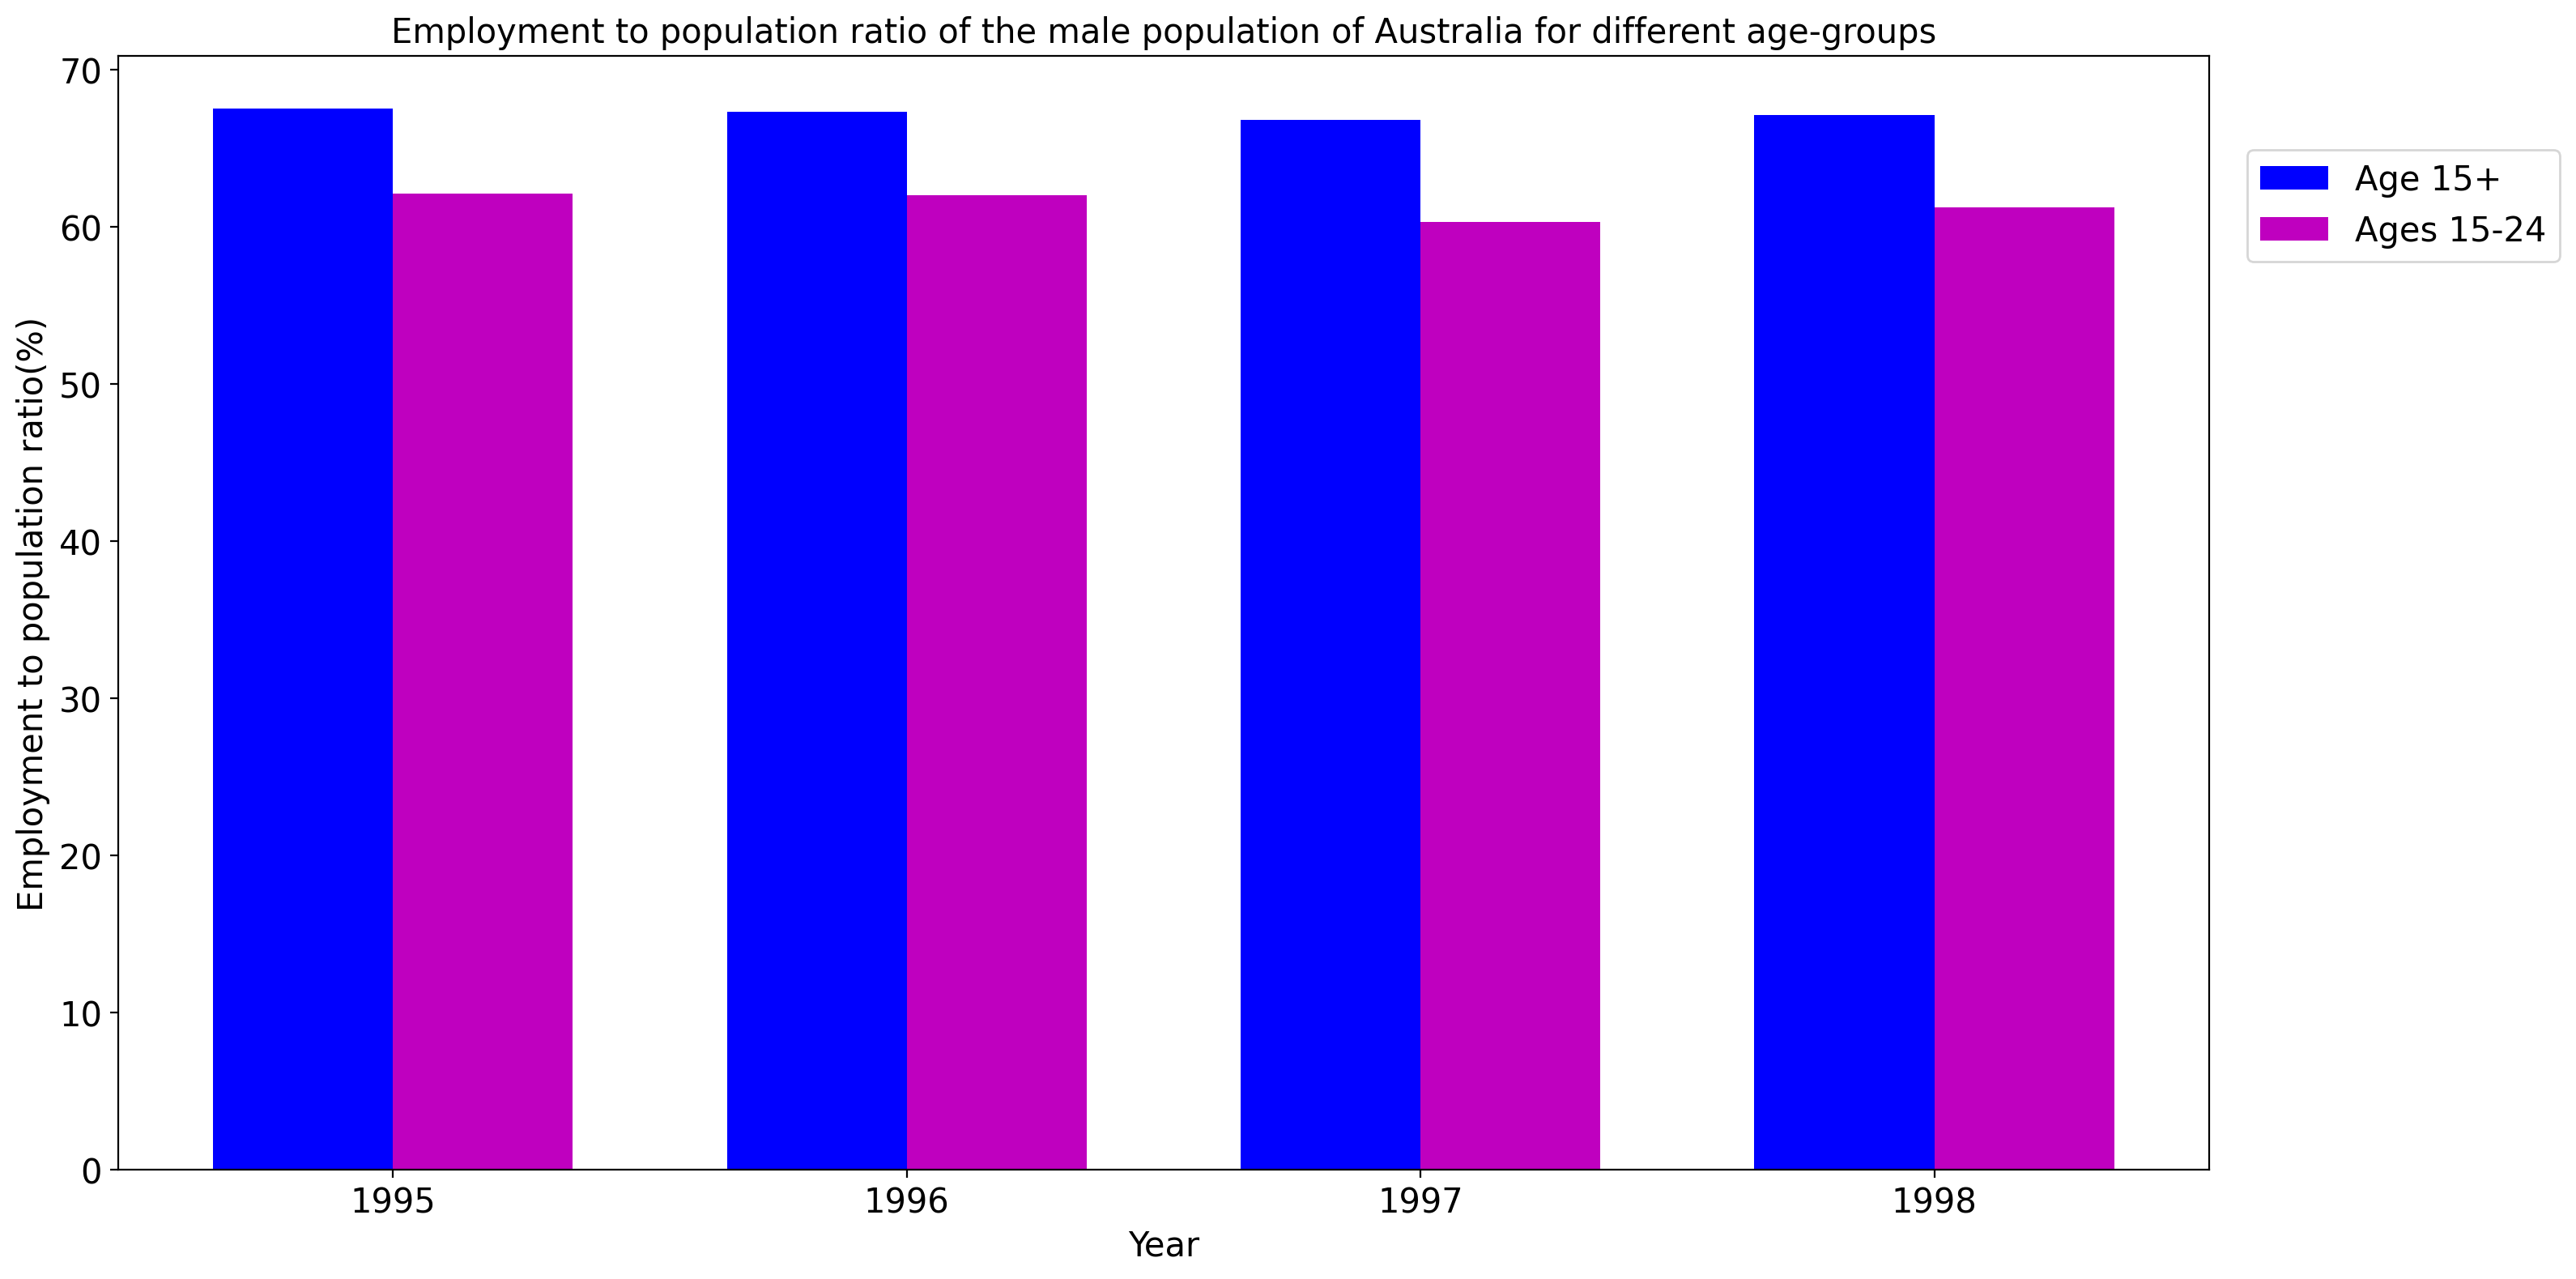 Employment to population ratio of the male population of Australia for different age-groups
70
60
50
40
30
20
10
0
Employment to population ratio(%)
1995
1996
1997
1998
Year
Age 15+
Ages 15-24